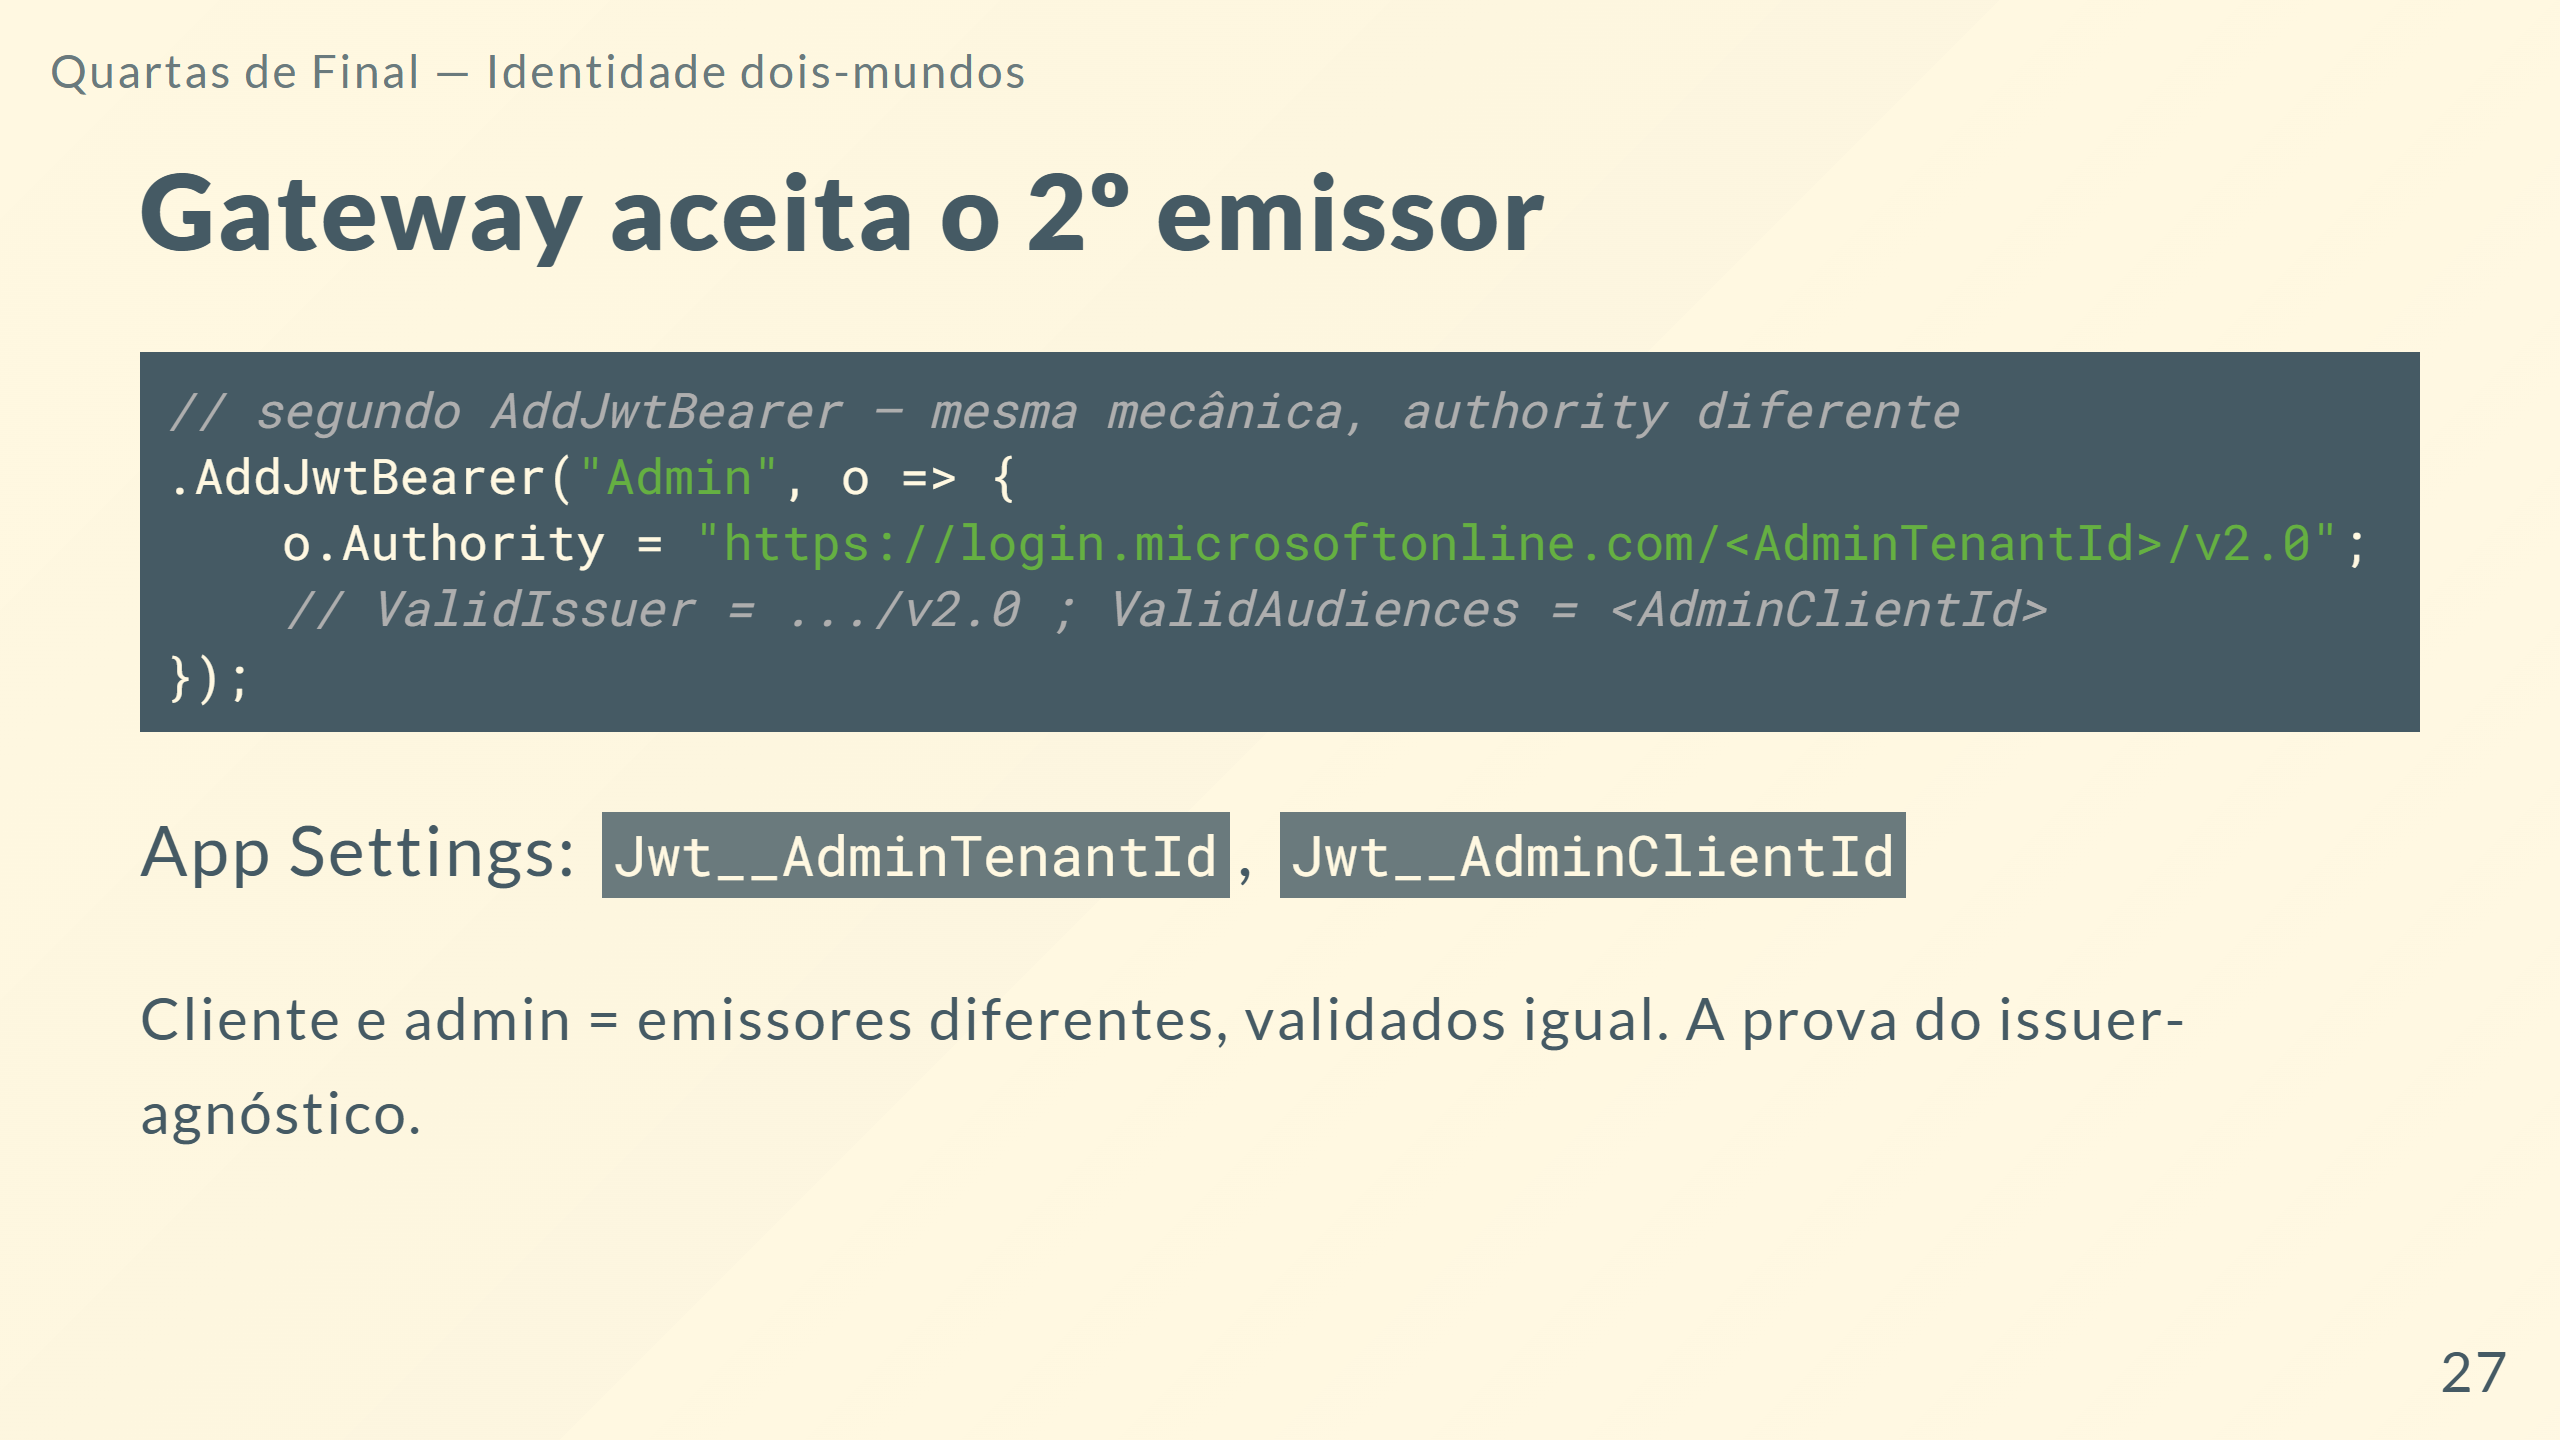 Quartas de Final — Identidade dois-mundos
Gateway aceita o 2º emissor
// segundo AddJwtBearer — mesma mecânica, authority diferente
.AddJwtBearer("Admin", o => {
    o.Authority = "https://login.microsoftonline.com/<AdminTenantId>/v2.0";
    // ValidIssuer = .../v2.0 ; ValidAudiences = <AdminClientId>
});
App Settings: Jwt__AdminTenantId, Jwt__AdminClientId
Cliente e admin = emissores diferentes, validados igual. A prova do issuer-
agnóstico.
27